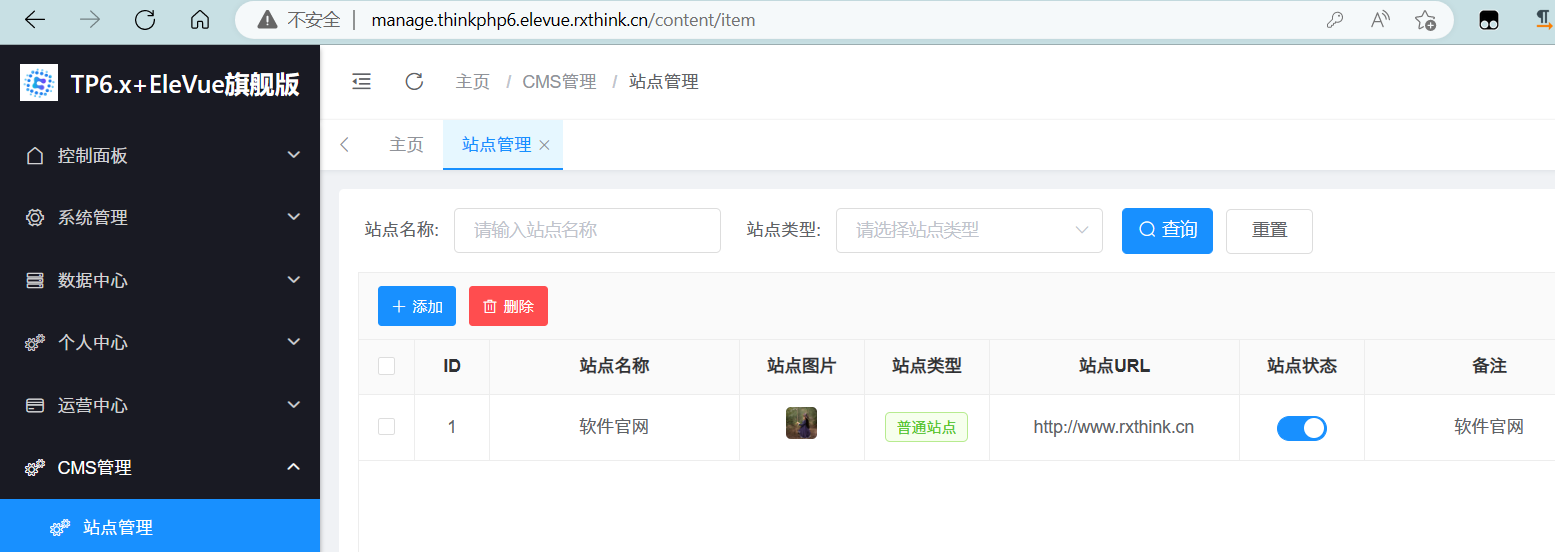 不安全 | manage.thinkphp6.elevue.rxthink.cn/content/item
TP6.x+EleVue旗舰版
主页 / CMS管理 / 站点管理
主页 站点管理
控制面板
系统管理
数据中心
个人中心
运营中心
CMS管理
站点管理
站点名称: 请输入站点名称 站点类型: 请选择站点类型 查询 重置
添加 删除
ID 站点名称 站点图片 站点类型 站点URL 站点状态 备注
1 软件官网 普通站点 http://www.rxthink.cn 软件官网